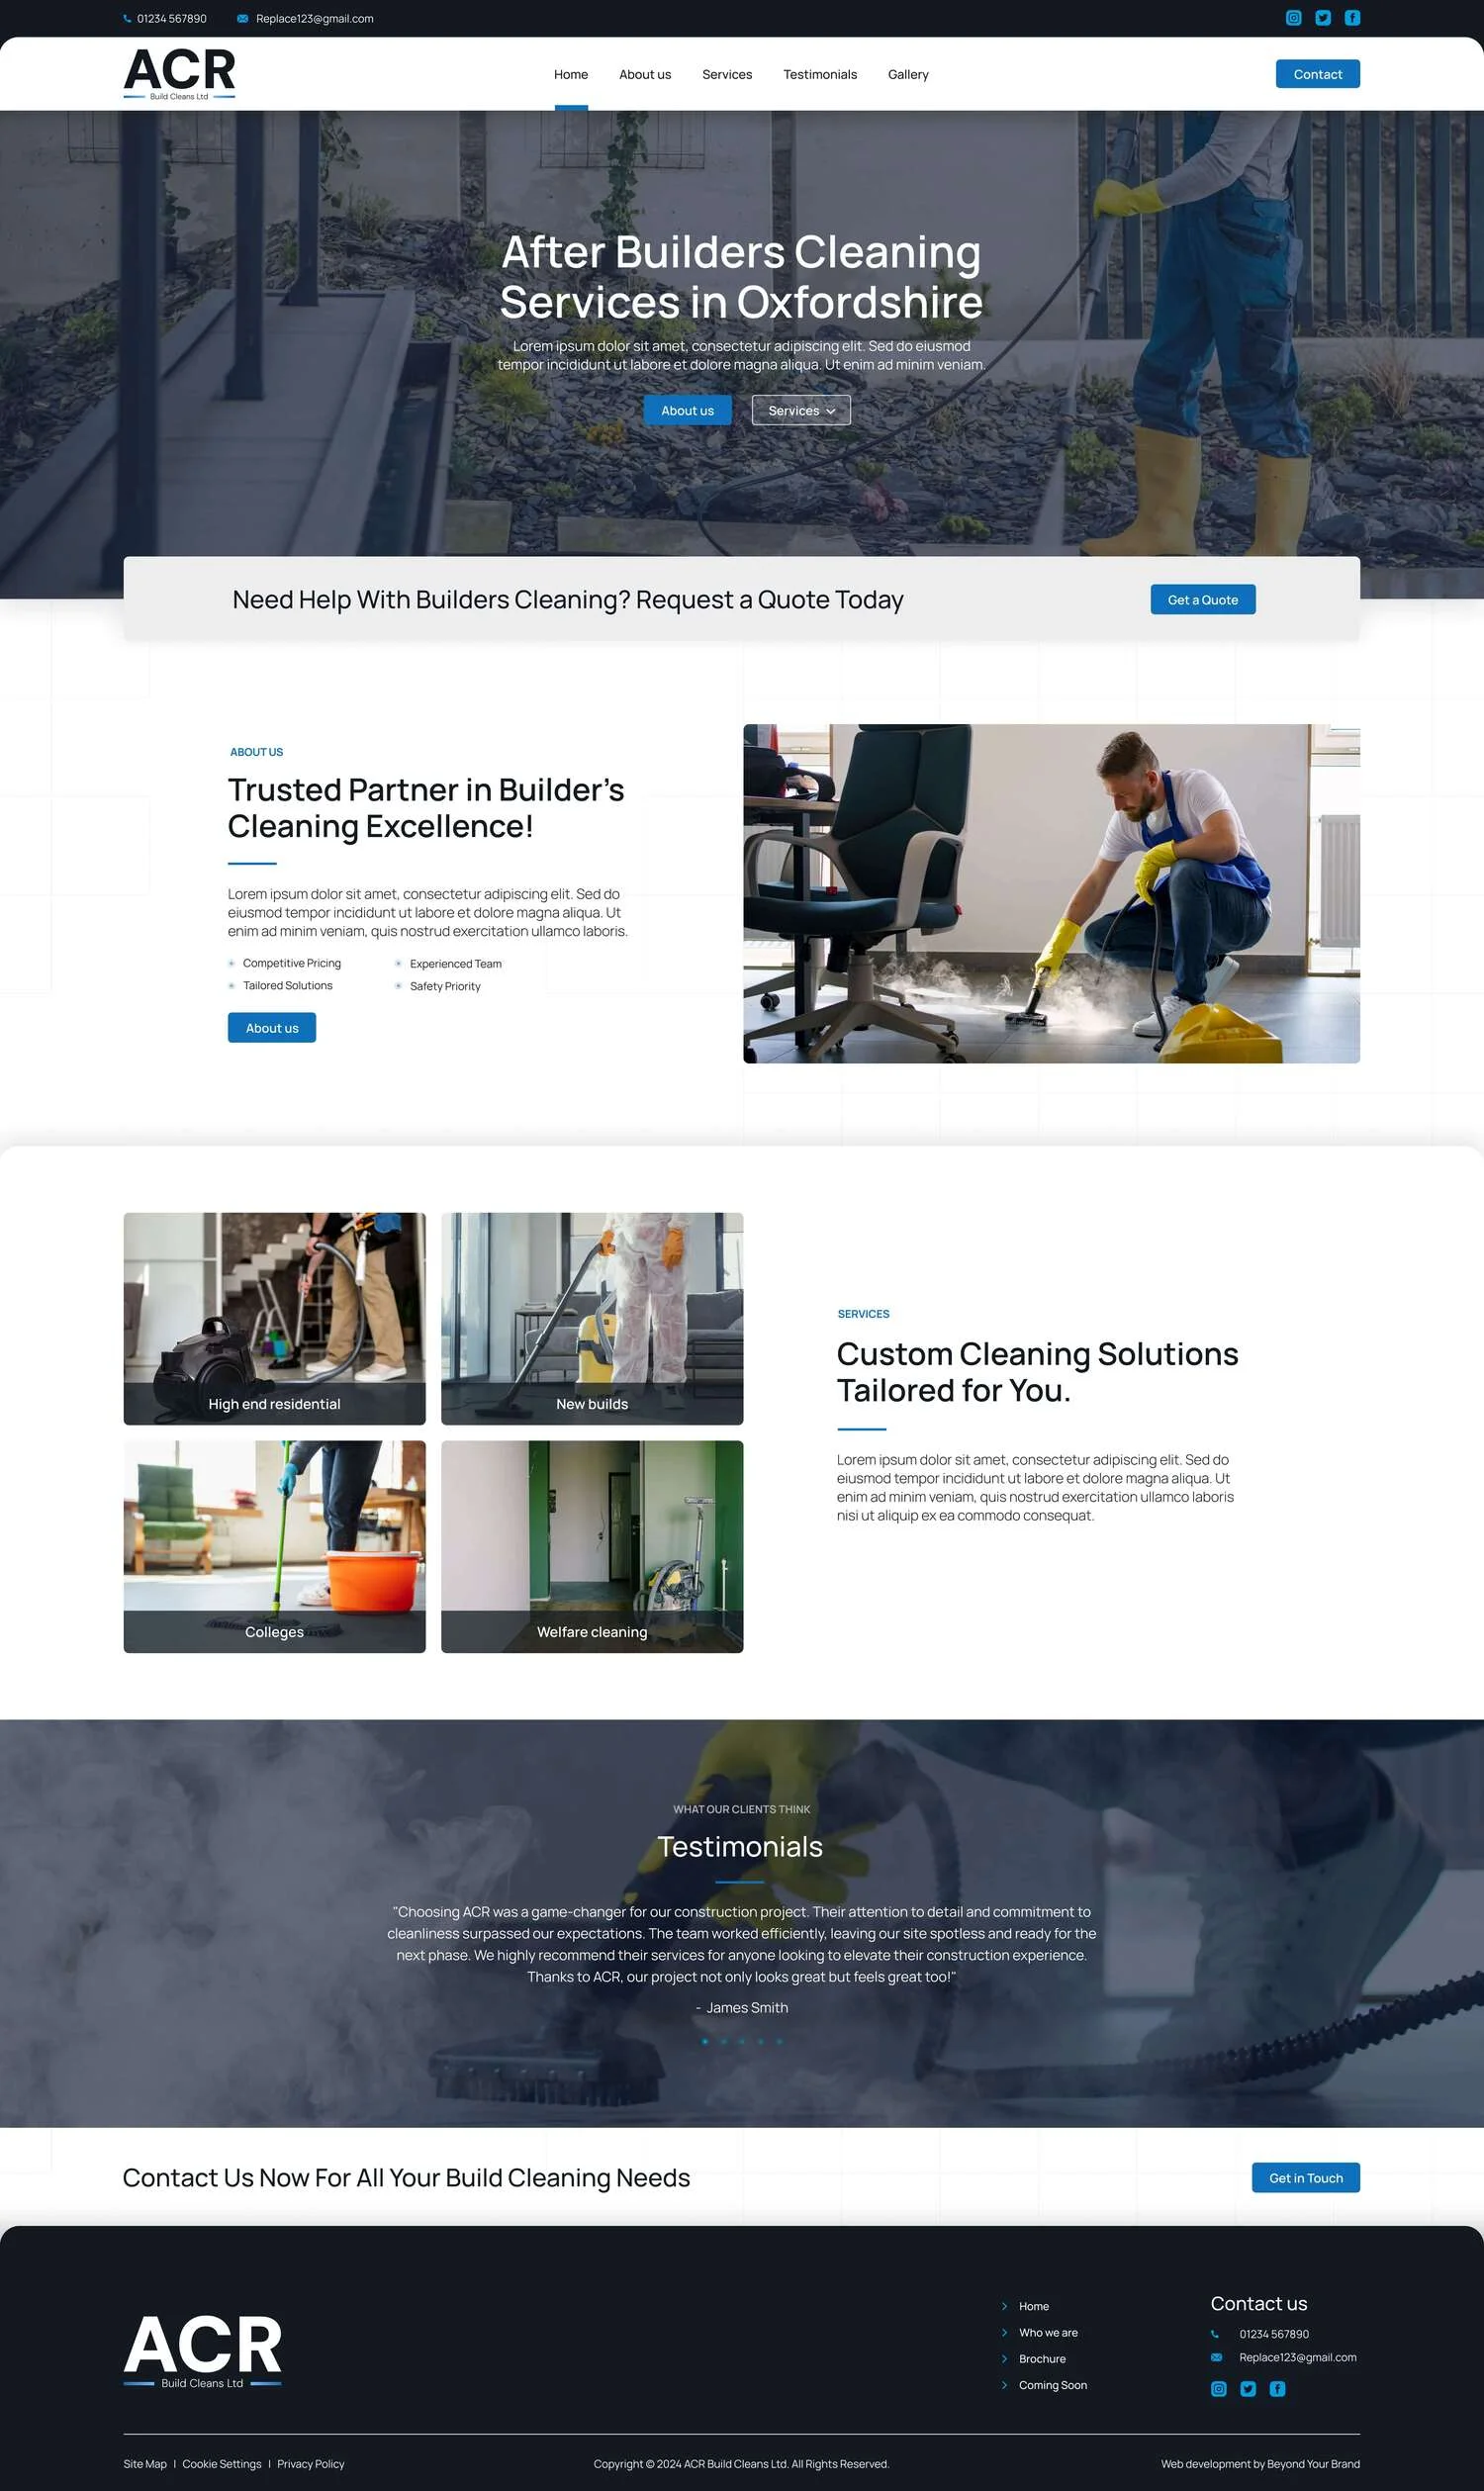 01234 567890
Replace123@gmail.com
ACR
Build Cleans Ltd
Home
About us
Services
Testimonials
Gallery
Contact
After Builders Cleaning
Services in Oxfordshire
Lorem ipsum dolor sit amet, consectetur adipiscing elit. Sed do eiusmod
tempor incididunt ut labore et dolore magna aliqua. Ut enim ad minim veniam.
About us
Services
Need Help With Builders Cleaning? Request a Quote Today
Get a Quote
ABOUT US
Trusted Partner in Builder's
Cleaning Excellence!
Lorem ipsum dolor sit amet, consectetur adipiscing elit. Sed do
eiusmod tempor incididunt ut labore et dolore magna aliqua. Ut
enim ad minim veniam, quis nostrud exercitation ullamco laboris.
Competitive Pricing
Experienced Team
Tailored Solutions
Safety Priority
About us
High end residential
New builds
Colleges
Welfare cleaning
SERVICES
Custom Cleaning Solutions
Tailored for You.
Lorem ipsum dolor sit amet, consectetur adipiscing elit. Sed do
eiusmod tempor incididunt ut labore et dolore magna aliqua. Ut
enim ad minim veniam, quis nostrud exercitation ullamco laboris
nisi ut aliquip ex ea commodo consequat.
WHAT OUR CLIENTS THINK
Testimonials
"Choosing ACR was a game-changer for our construction project. Their attention to detail and commitment to
cleanliness surpassed our expectations. The team worked efficiently, leaving our site spotless and ready for the
next phase. We highly recommend their services for anyone looking to elevate their construction experience.
Thanks to ACR, our project not only looks great but feels great too!"
- James Smith
Contact Us Now For All Your Build Cleaning Needs
Get in Touch
ACR
Build Cleans Ltd
Home
Who we are
Brochure
Coming Soon
Contact us
01234 567890
Replace123@gmail.com
Site Map | Cookie Settings | Privacy Policy
Copyright © 2024 ACR Build Cleans Ltd. All Rights Reserved.
Web development by Beyond Your Brand